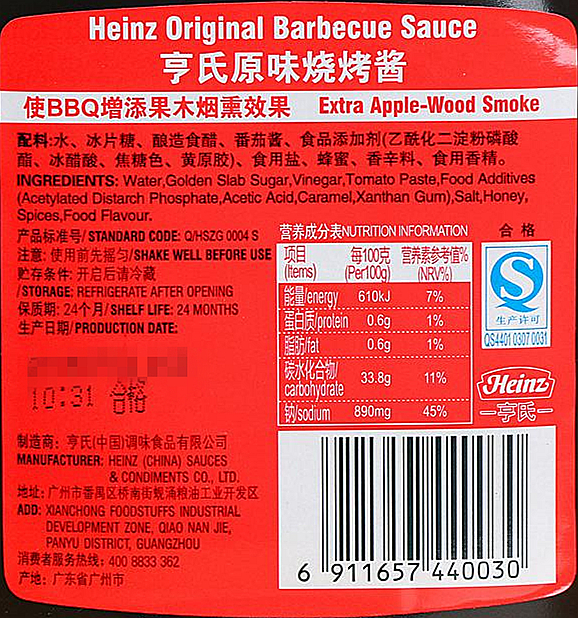 Heinz Original Barbecue Sauce
亨氏原味烧烤酱
使BBQ增添果木烟熏效果 Extra Apple-Wood Smoke
配料:水、冰片糖、酿造食醋、番茄酱、食品添加剂(乙酰化二淀粉磷酸
酯、冰醋酸、焦糖色、黄原胶)、食用盐、蜂蜜、香辛料、食用香精。
INGREDIENTS: Water,Golden Slab Sugar,Vinegar,Tomato Paste,Food Additives
(Acetylated Distarch Phosphate,Acetic Acid,Caramel,Xanthan Gum),Salt,Honey,
Spices,Food Flavour.
产品标准号/ STANDARD CODE: Q/HSZG 0004 S
注意: 使用前先摇匀/SHAKE WELL BEFORE USE
贮存条件: 开启后请冷藏
/STORAGE: REFRIGERATE AFTER OPENING
保质期: 24个月/ SHELF LIFE: 24 MONTHS
生产日期/PRODUCTION DATE:
10:31 合格
制造商: 亨氏(中国)调味食品有限公司
MANUFACTURER: HEINZ (CHINA) SAUCES
& CONDIMENTS CO., LTD.
地址: 广州市番禺区桥南街蚬涌粮油工业开发区
ADD: XIANCHONG FOODSTUFFS INDUSTRIAL
DEVELOPMENT ZONE, QIAO NAN JIE,
PANYU DISTRICT, GUANGZHOU
消费者服务热线: 400 8833 362
产地: 广东省广州市
营养成分表NUTRITION INFORMATION
项目 每100克 营养素参考值%
(Items) (Per100g) (NRV%)
能量/energy 610kJ 7%
蛋白质/protein 0.6g 1%
脂肪/fat 0.6g 1%
碳水化合物/
carbohydrate 33.8g 11%
钠/sodium 890mg 45%
合格
生产许可
QS4401 0307 0031
Heinz
亨氏
6 911657 440030